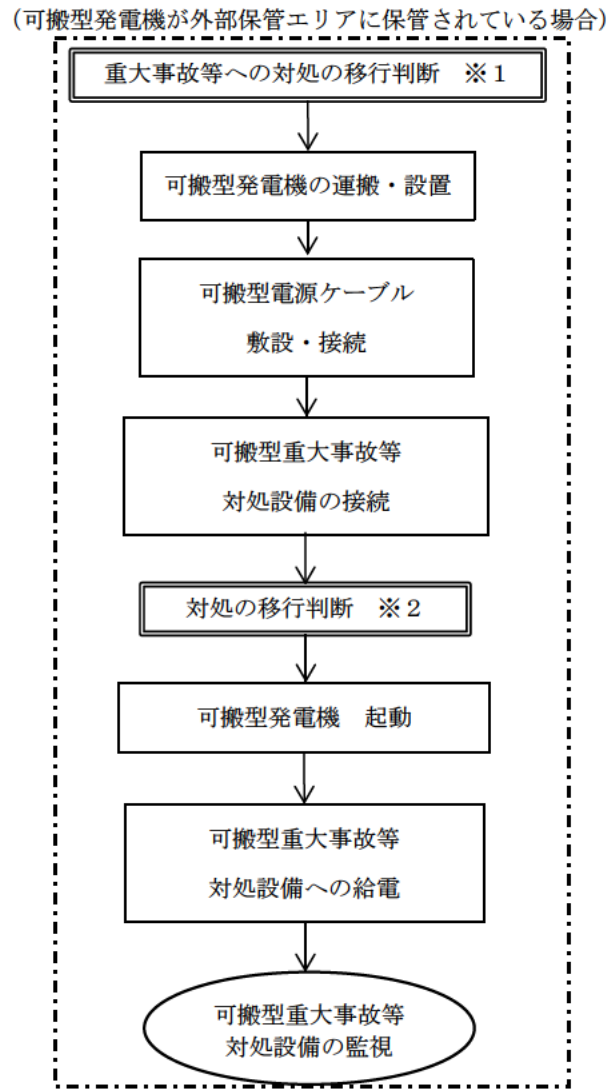 （可搬型発電機が外部保管エリアに保管されている場合）
重大事故等への対処の移行判断　※１
可搬型発電機の運搬・設置
可搬型電源ケーブル
敷設・接続
可搬型重大事故等
対処設備の接続
対処の移行判断　※２
可搬型発電機　起動
可搬型重大事故等
対処設備への給電
可搬型重大事故等
対処設備の監視